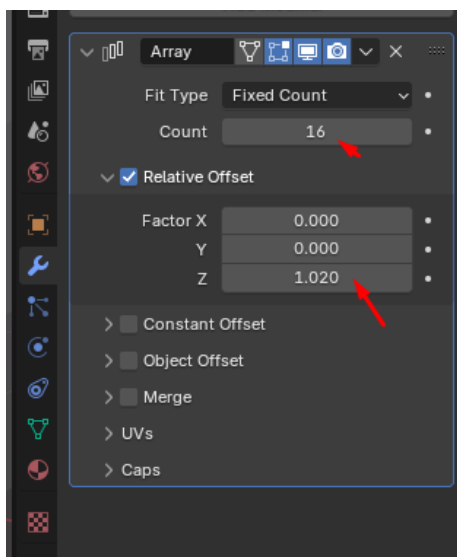 Array
Fit Type Fixed Count
Count 16
Relative Offset
Factor X 0.000
Y 0.000
Z 1.020
Constant Offset
Object Offset
Merge
UVs
Caps